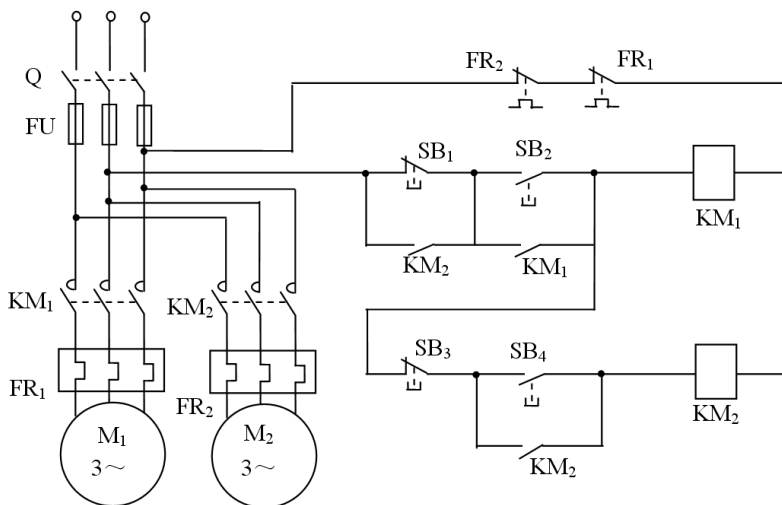 FR₂ FR₁
Q
FU
SB₁ SB₂
KM₁
KM₂ KM₁
KM₁ KM₂
SB₃ SB₄
FR₁ FR₂
KM₂
M₁ M₂
3～ 3～
KM₂